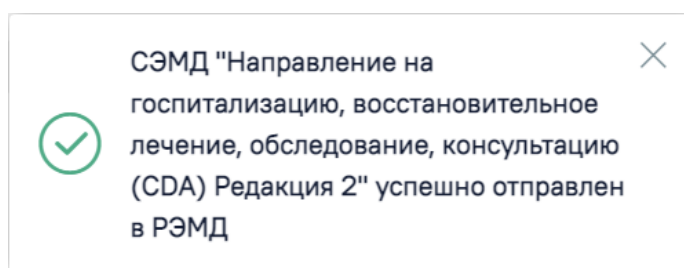 СЭМД "Направление на
госпитализацию, восстановительное
лечение, обследование, консультацию
(CDA) Редакция 2" успешно отправлен
в РЭМД